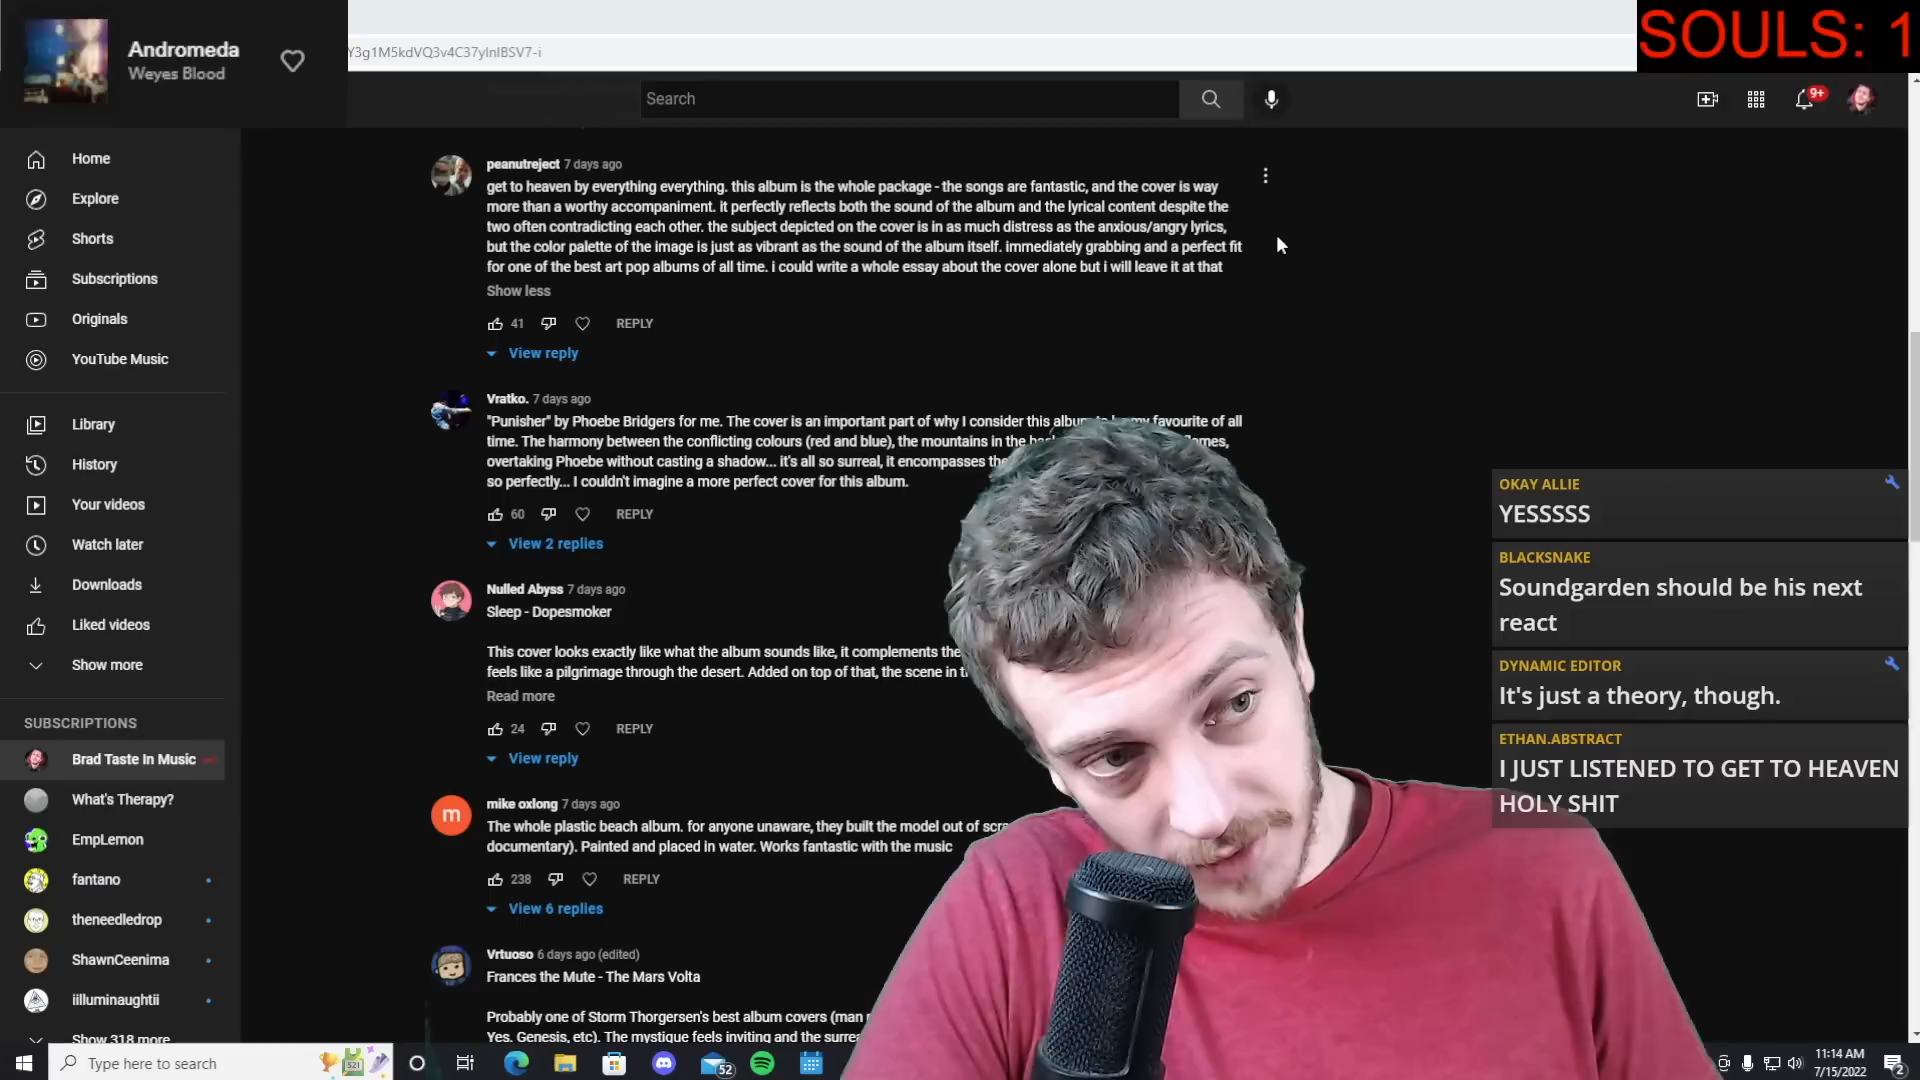 Andromeda
Weyes Blood
Y3g1M5kdVQ3v4C37ylnIBSV7-i
SOULS: 1
Search
9+
Home
Explore
Shorts
Subscriptions
Originals
YouTube Music
Library
History
Your videos
Watch later
Downloads
Liked videos
Show more
SUBSCRIPTIONS
Brad Taste In Music
What's Therapy?
EmpLemon
fantano
theneedledrop
ShawnCeenima
iilluminaughtii
Show 318 more
peanutreject 7 days ago
get to heaven by everything everything. this album is the whole package - the songs are fantastic, and the cover is way
more than a worthy accompaniment. it perfectly reflects both the sound of the album and the lyrical content despite the
two often contradicting each other. the subject depicted on the cover is in as much distress as the anxious/angry lyrics,
but the color palette of the image is just as vibrant as the sound of the album itself. immediately grabbing and a perfect fit
for one of the best art pop albums of all time. i could write a whole essay about the cover alone but i will leave it at that
Show less
41 REPLY
View reply
Vratko. 7 days ago
"Punisher" by Phoebe Bridgers for me. The cover is an important part of why I consider this album my favourite of all
time. The harmony between the conflicting colours (red and blue), the mountains in the
overtaking Phoebe without casting a shadow... it's all so surreal, it encompasses
so perfectly... I couldn't imagine a more perfect cover for this album.
60 REPLY
View 2 replies
Nulled Abyss 7 days ago
Sleep - Dopesmoker
This cover looks exactly like what the album sounds like, it complements the
feels like a pilgrimage through the desert. Added on top of that, the scene in
Read more
24 REPLY
View reply
m
mike oxlong 7 days ago
The whole plastic beach album. for anyone unaware, they built the model out of
documentary). Painted and placed in water. Works fantastic with the music
238 REPLY
View 6 replies
Vrtuoso 6 days ago (edited)
Frances the Mute - The Mars Volta
Probably one of Storm Thorgersen's best album covers (man
Yes, Genesis, etc). The mystique feels inviting and the
OKAY ALLIE
YESSSSS
BLACKSNAKE
Soundgarden should be his next
react
DYNAMIC EDITOR
It's just a theory, though.
ETHAN.ABSTRACT
I JUST LISTENED TO GET TO HEAVEN
HOLY SHIT
Type here to search
52
11:14 AM
7/15/2022
2